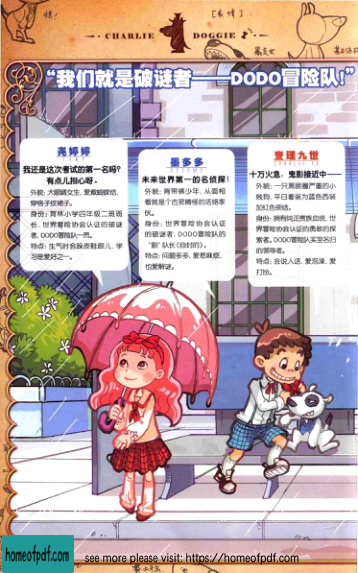 CHARLIE DOGGIE
“我们就是破谜者——DODO冒险队!”
尧婷婷
我还是这次考试的第一名吗?
有点儿担心呀。
外貌: 大眼睛女生, 爱戴蝴蝶结、
穿格子纹裙子。
身份: 育林小学四年级二班班
长, 世界冒险协会认证的破谜
者, DODO冒险队一员。
特点: 生气时会跺皮鞋跟儿, 学
习是爱好之一。
墨多多
未来世界第一的名侦探!
外貌: 背带裤少年, 从面相
看就是个古灵精怪的话络家
伙。
身份: 世界冒险协会认证
的破谜者, DODO冒险队的
“副”队长(自封的)。
特点: 问题多多, 爱惹麻烦,
也爱解谜。
查理九世
十万火急, 鬼影接近中——
外貌: 一只黑眼圈严重的小
贱狗, 平日着装为蓝色西装
加红色领结。
身份: 拥有纯正贵族血统, 世
界冒险协会认证的勇敢的探
索者, DODO冒险队实至名归
的领导者。
特点: 会说人话, 爱泡澡, 爱
打扮。
homeofpdf.com
see more please visit: https://homeofpdf.com